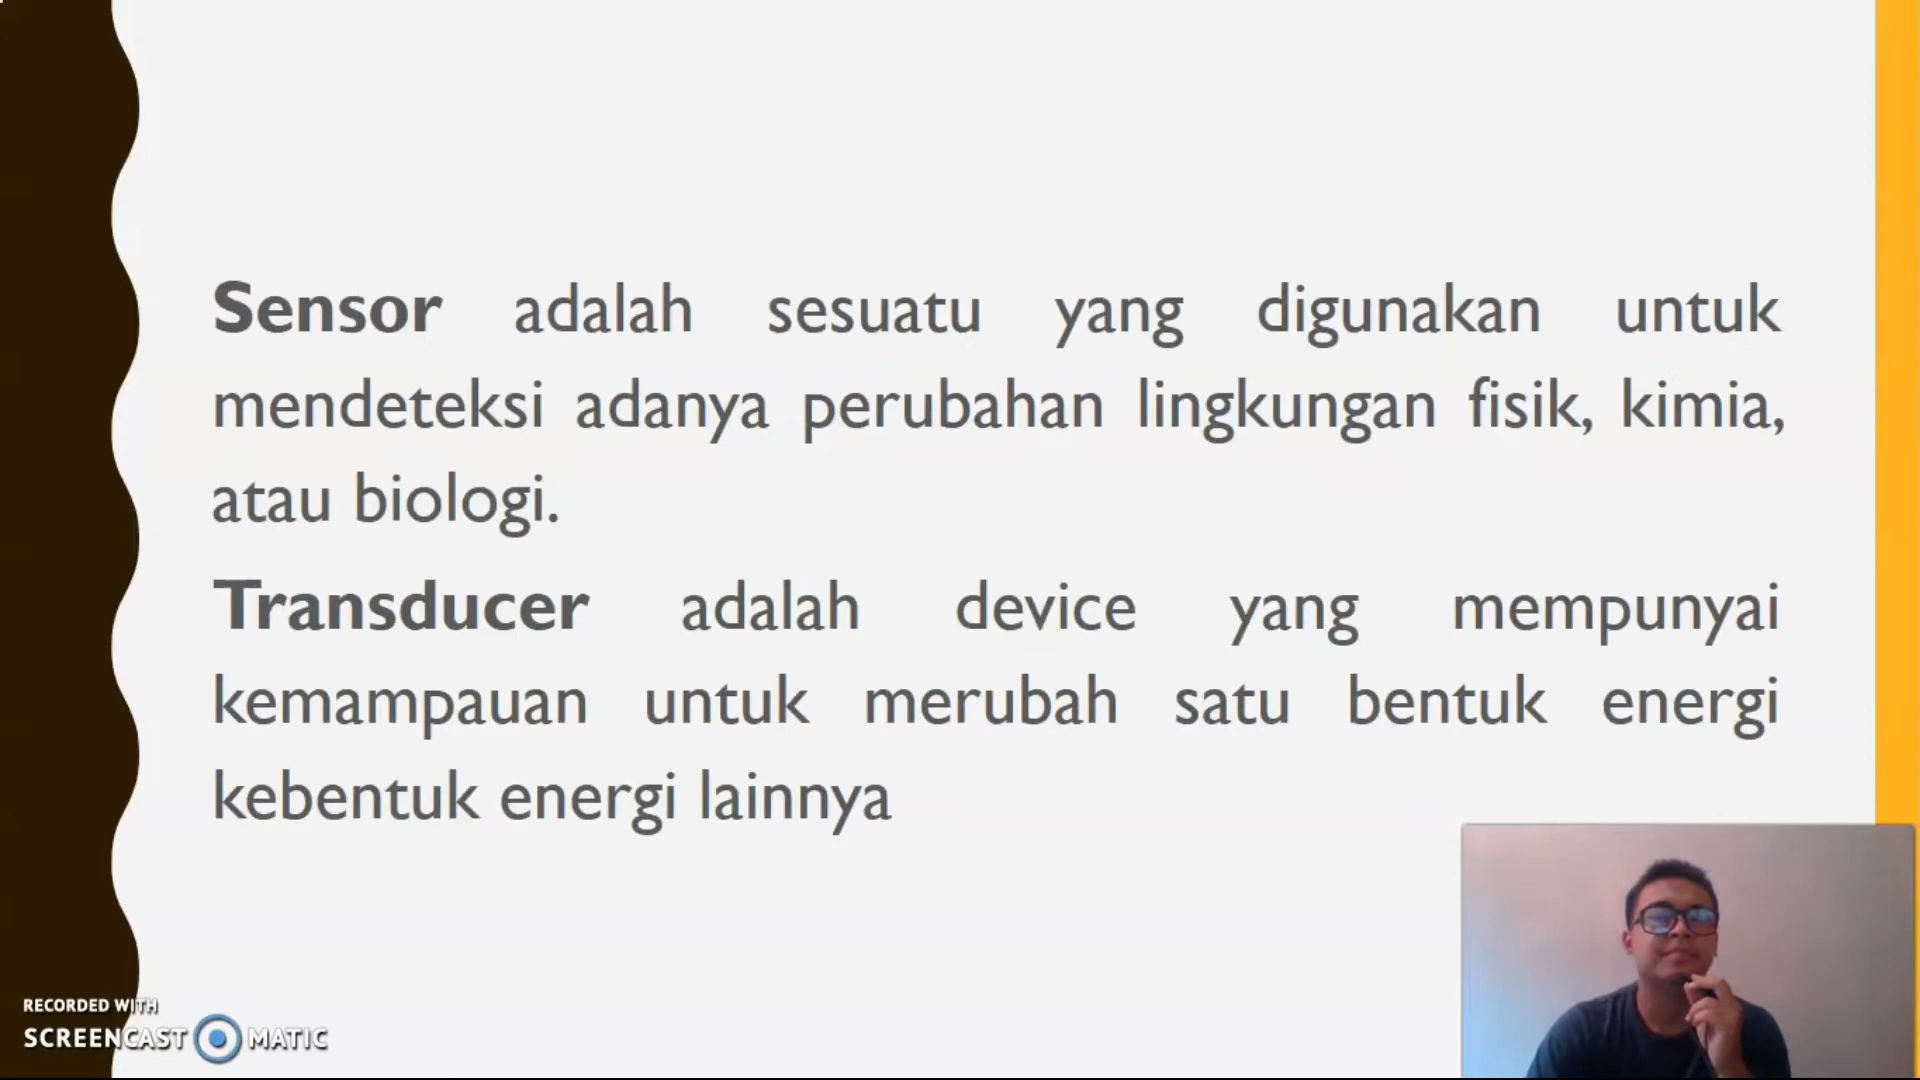 Sensor adalah sesuatu yang digunakan untuk
mendeteksi adanya perubahan lingkungan fisik, kimia,
atau biologi.
Transducer adalah device yang mempunyai
kemampauan untuk merubah satu bentuk energi
kebentuk energi lainnya
RECORDED WITH
SCREENCAST MATIC